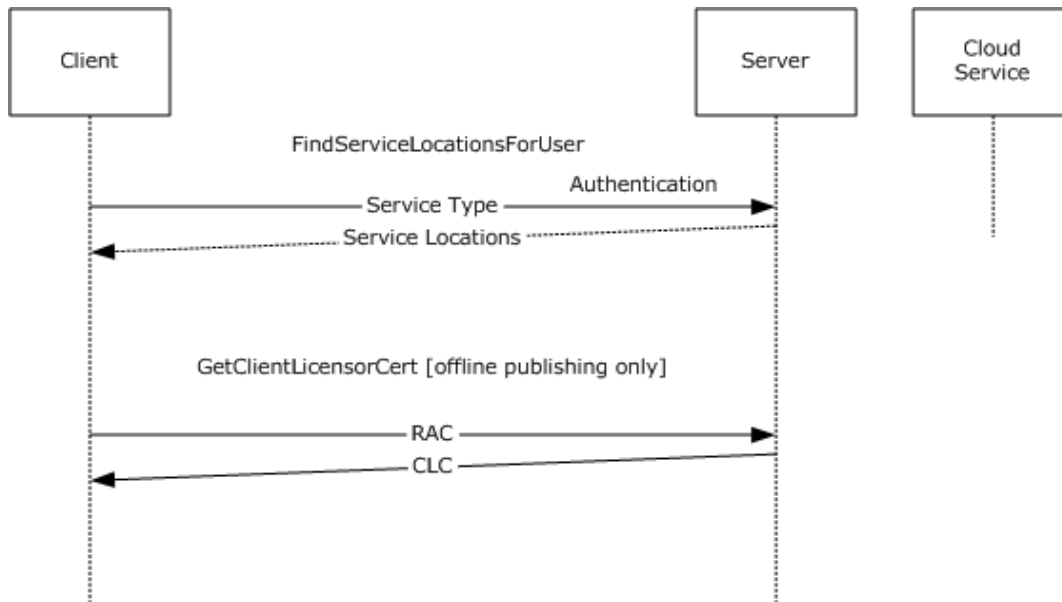 Client
Server
Cloud
Service
FindServiceLocationsForUser
Authentication
Service Type
Service Locations
GetClientLicensorCert [offline publishing only]
RAC
CLC